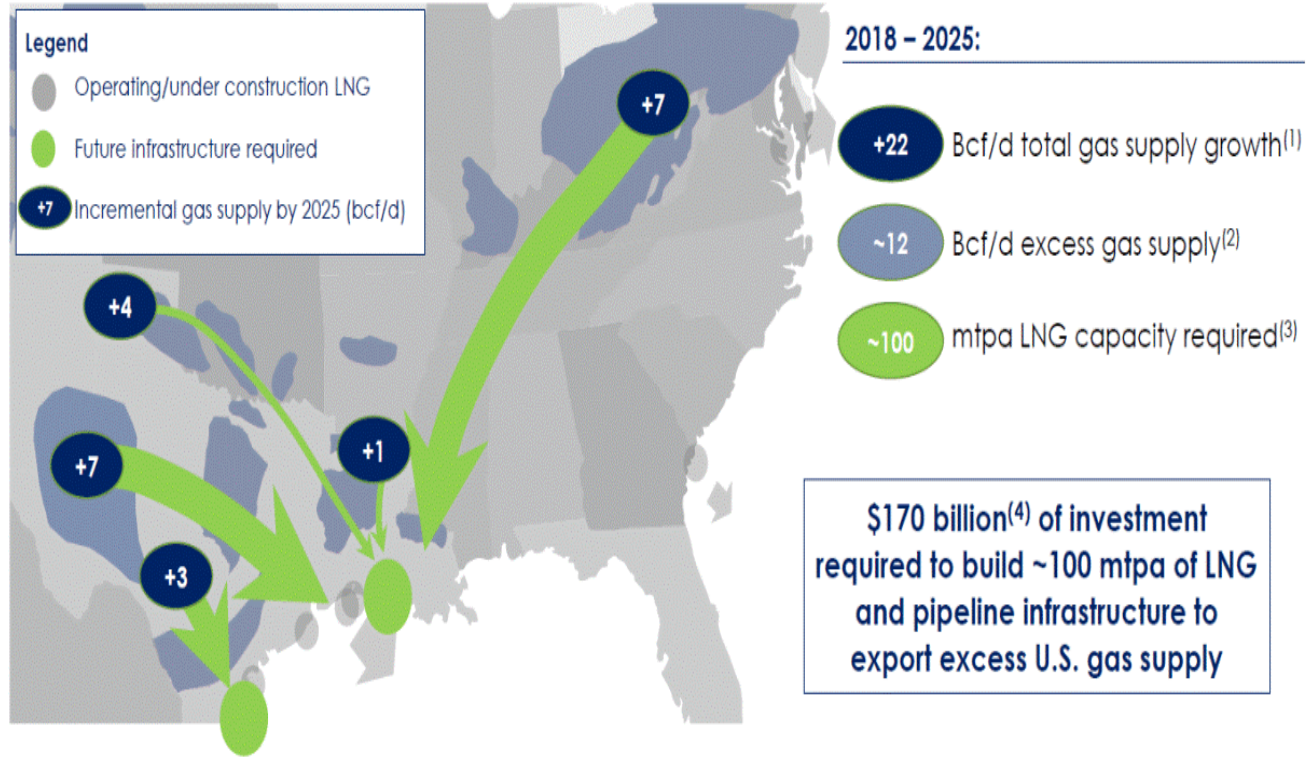 Legend
Operating/under construction LNG
Future infrastructure required
+7 Incremental gas supply by 2025 (bcf/d)
+7
+4
+1
+7
+3
2018 – 2025:
+22 Bcf/d total gas supply growth(1)
~12 Bcf/d excess gas supply(2)
~100 mtpa LNG capacity required(3)
$170 billion(4) of investment
required to build ~100 mtpa of LNG
and pipeline infrastructure to
export excess U.S. gas supply